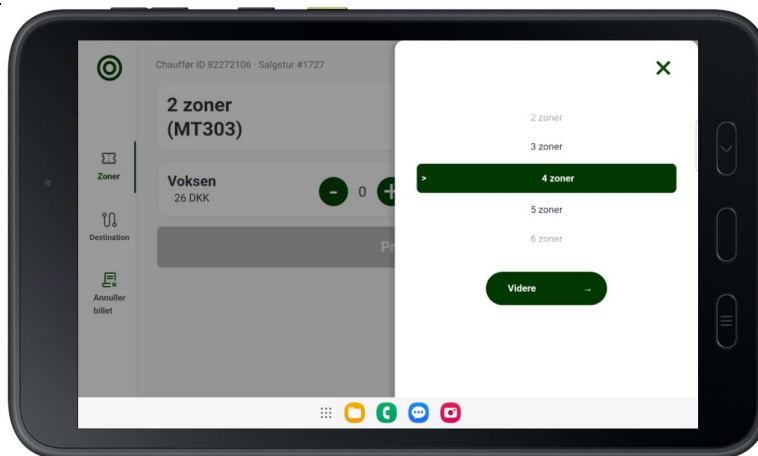 Chauffør ID 82272106 · Salgstur #1727
2 zoner
(MT303)
Zoner
Voksen
26 DKK
- 0 +
Destination
Pr
Annuller
billet
2 zoner
3 zoner
> 4 zoner
5 zoner
6 zoner
Videre →